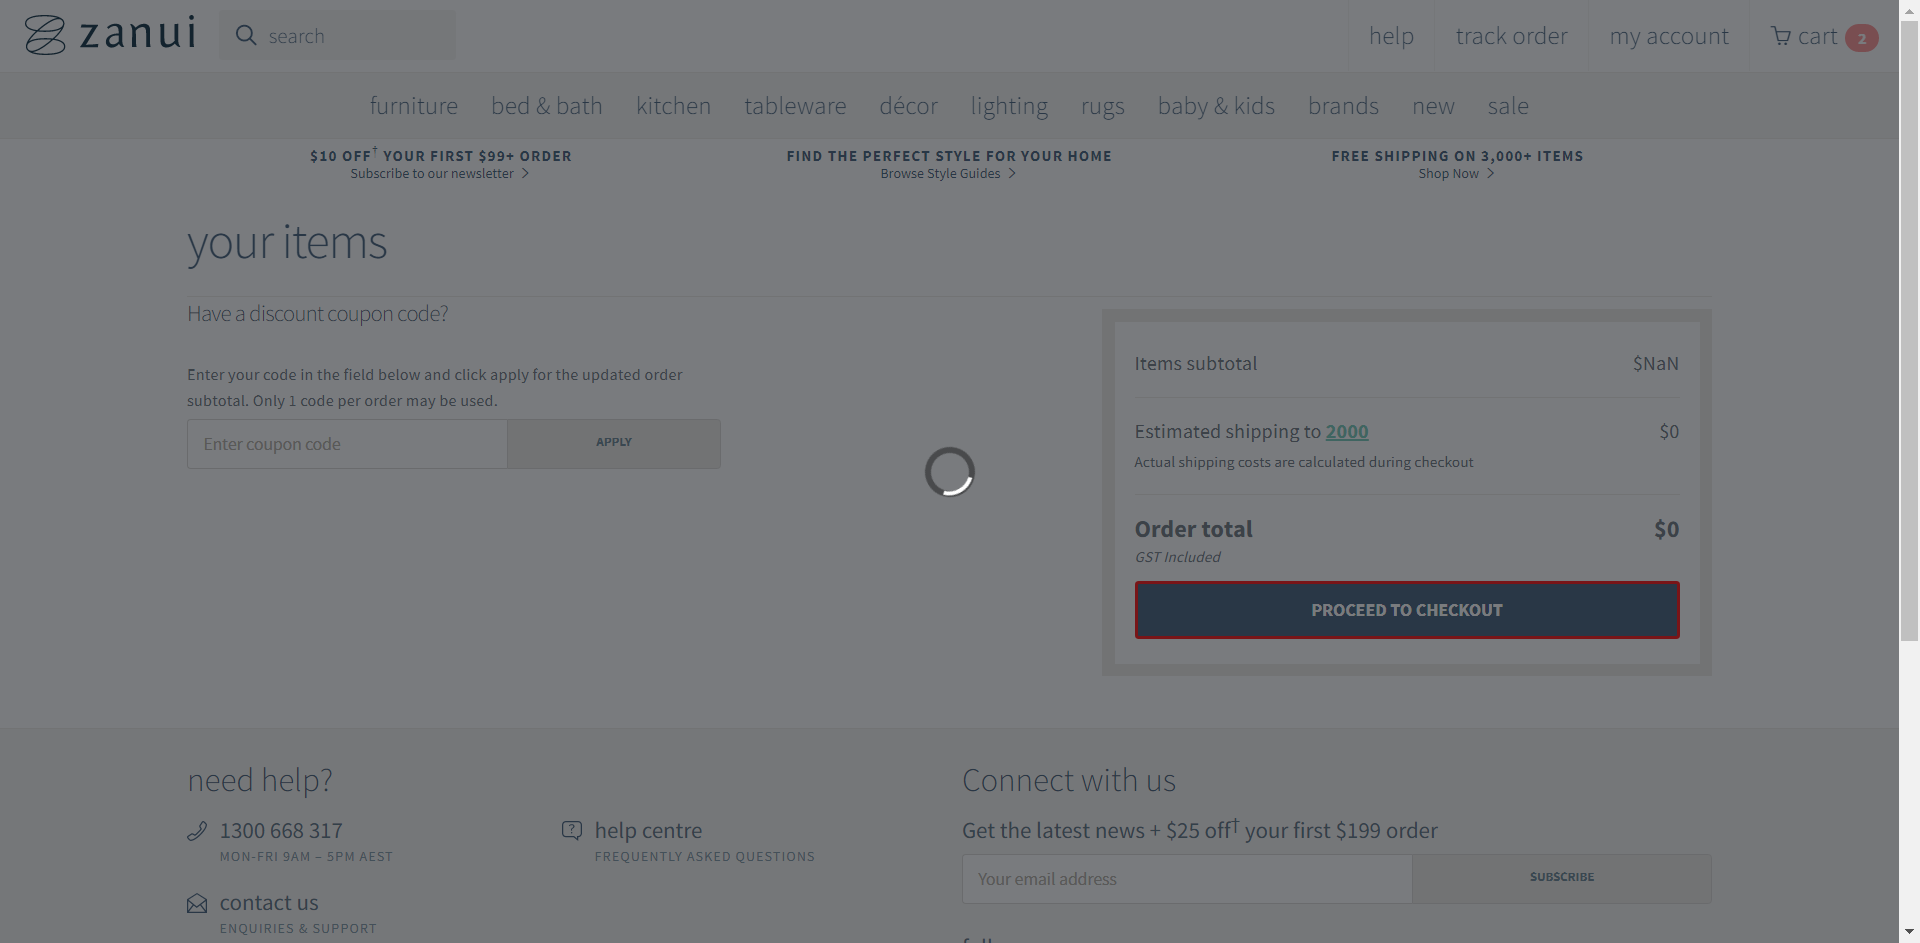 zanui
search
help
track order
my account
cart 2
furniture
bed & bath
kitchen
tableware
décor
lighting
rugs
baby & kids
brands
new
sale
$10 OFF† YOUR FIRST $99+ ORDER
Subscribe to our newsletter
FIND THE PERFECT STYLE FOR YOUR HOME
Browse Style Guides
FREE SHIPPING ON 3,000+ ITEMS
Shop Now
your items
Have a discount coupon code?
Enter your code in the field below and click apply for the updated order
subtotal. Only 1 code per order may be used.
Enter coupon code
APPLY
Items subtotal $NaN
Estimated shipping to 2000 $0
Actual shipping costs are calculated during checkout
Order total $0
GST Included
PROCEED TO CHECKOUT
need help?
1300 668 317
MON-FRI 9AM – 5PM AEST
help centre
FREQUENTLY ASKED QUESTIONS
contact us
ENQUIRIES & SUPPORT
Connect with us
Get the latest news + $25 off† your first $199 order
Your email address
SUBSCRIBE